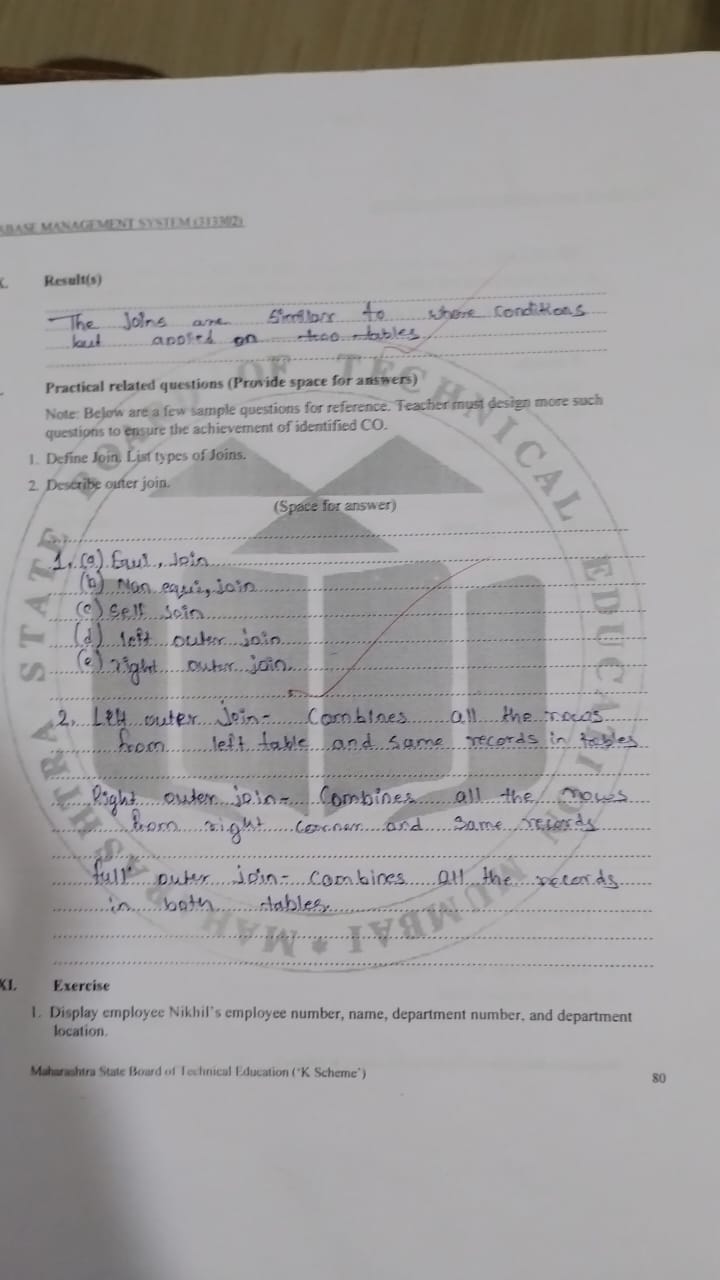 ABASE MANAGEMENT SYSTEM (313302)
Result(s)
The Joins are Similar to where conditions
but applied on two tables
Practical related questions (Provide space for answers)
Note: Below are a few sample questions for reference. Teacher must design more such
questions to ensure the achievement of identified CO.
1. Define Join. List types of Joins.
2. Describe outer join.
(Space for answer)
1. (a) Equi, Join
(b) Non equi, join
(c) Self Join
(d) left outer join
(e) right outer join.
2. Left outer Join- Combines all the rows
from left table and same records in tables
Right outer join- Combines all the rows
from right corner and same records
full outer join- combines all the records
in both tables.
XI. Exercise
1. Display employee Nikhil's employee number, name, department number, and department
location.
Maharashtra State Board of Technical Education ('K Scheme')
80
MAHARASHTRA STATE BOARD OF TECHNICAL EDUCATION MUMBAI